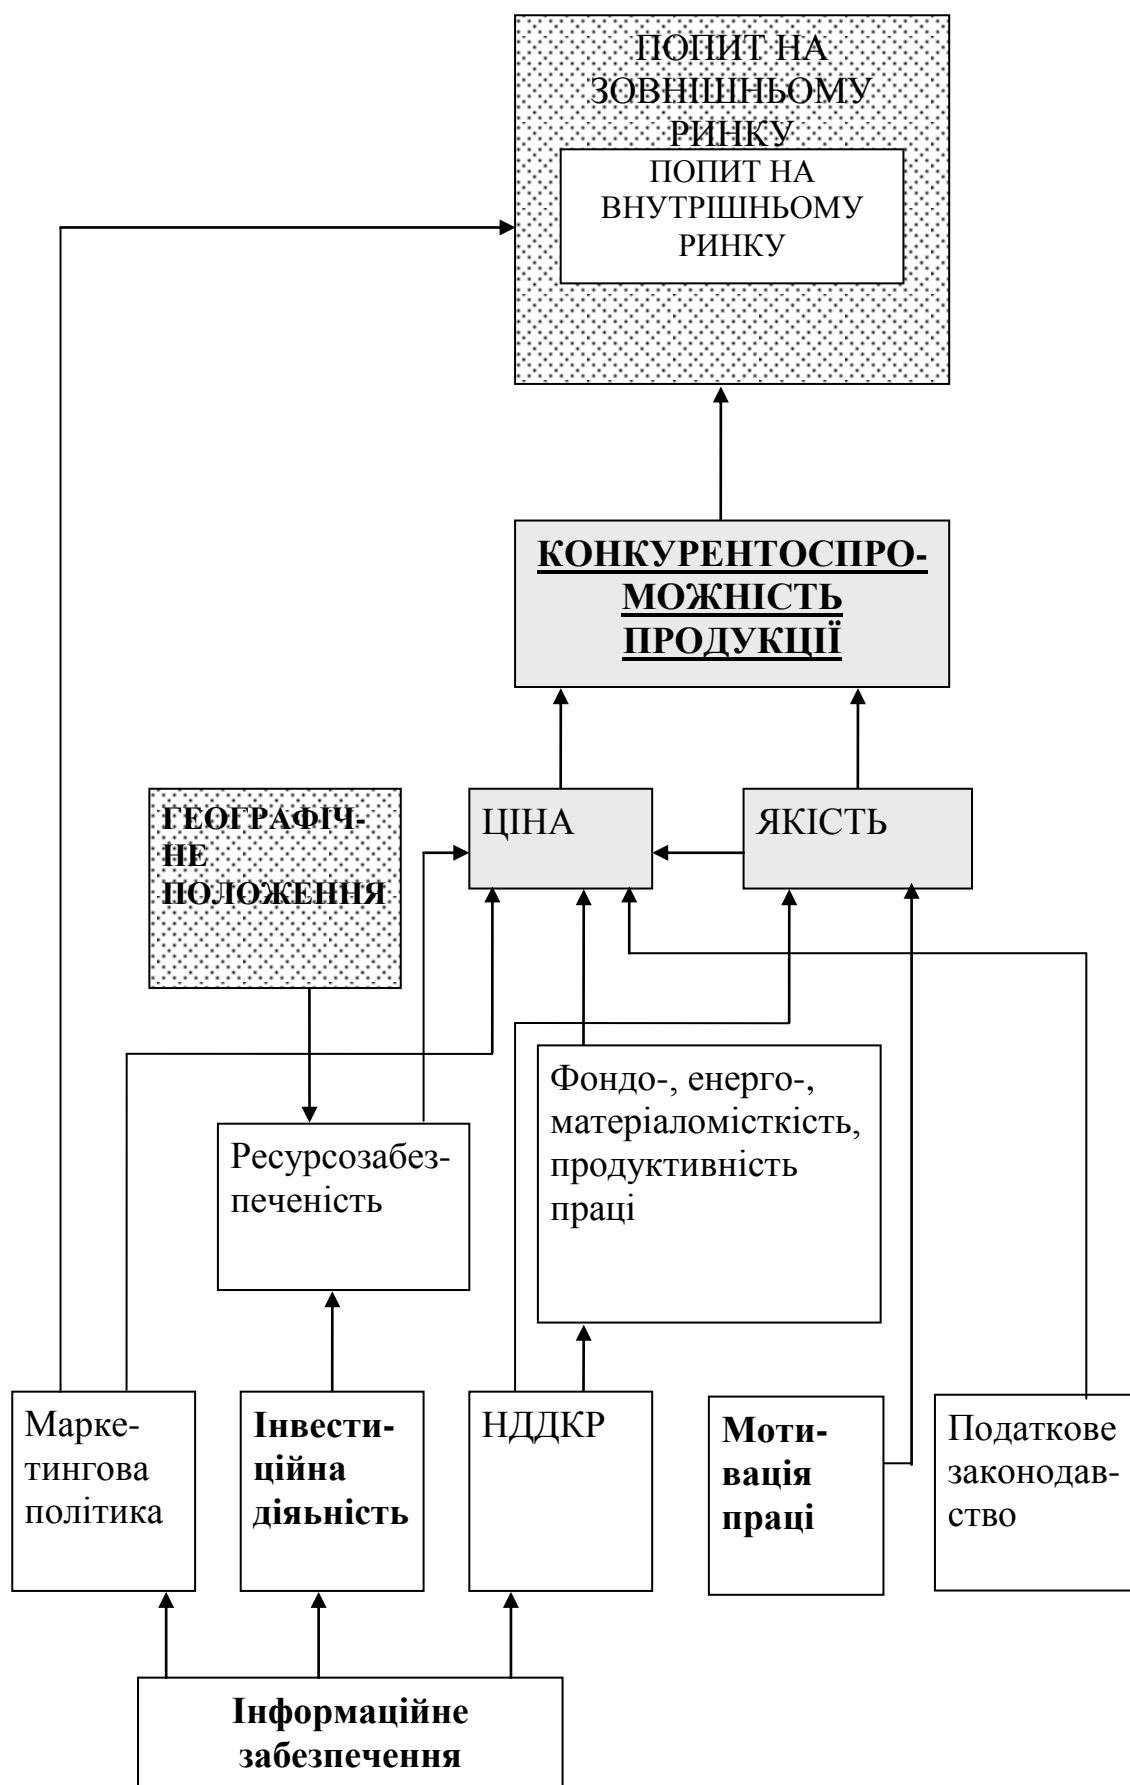 ПОПИТ НА
ЗОВНІШНЬОМУ
РИНКУ
ПОПИТ НА
ВНУТРІШНЬОМУ
РИНКУ
КОНКУРЕНТОСПРО-
МОЖНІСТЬ
ПРОДУКЦІЇ
ГЕОГРАФІЧ-
НЕ
ПОЛОЖЕННЯ
ЦІНА
ЯКІСТЬ
Ресурсозабез-
печеність
Фондо-, енерго-,
матеріаломісткість,
продуктивність
праці
Марке-
тингова
політика
Інвести-
ційна
діяьність
НДДКР
Моти-
вація
праці
Податкове
законодав-
ство
Інформаційне
забезпечення